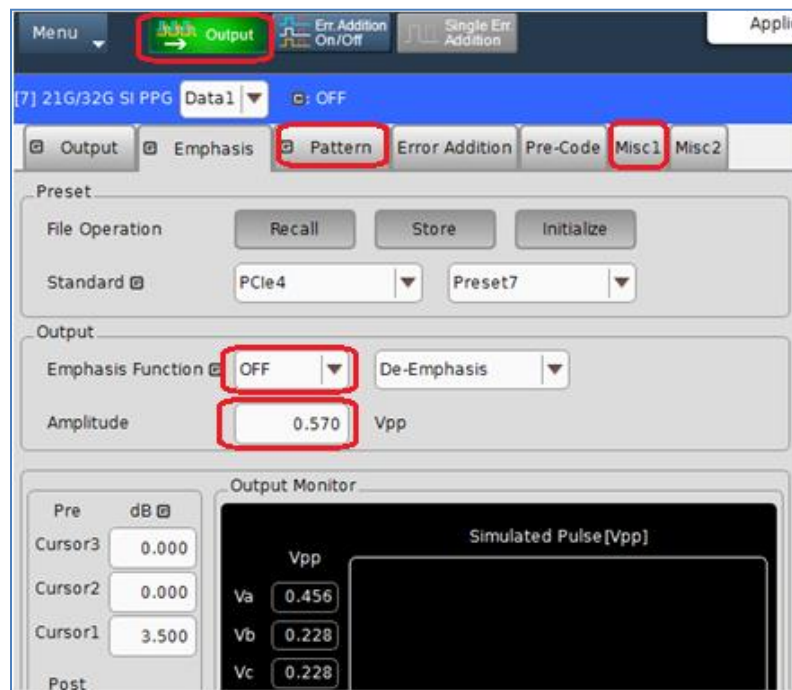 Menu Output Err. Addition On/Off Single Err Addition Appli
[7] 21G/32G SI PPG Data1 C: OFF
C Output C Emphasis C Pattern Error Addition Pre-Code Misc1 Misc2
Preset
File Operation Recall Store Initialize
Standard C PCIe4 Preset7
Output
Emphasis Function C OFF De-Emphasis
Amplitude 0.570 Vpp
Output Monitor
Pre dB C
Simulated Pulse[Vpp]
Cursor3 0.000
Vpp
Cursor2 0.000 Va 0.456
Cursor1 3.500 Vb 0.228
Vc 0.228
Post